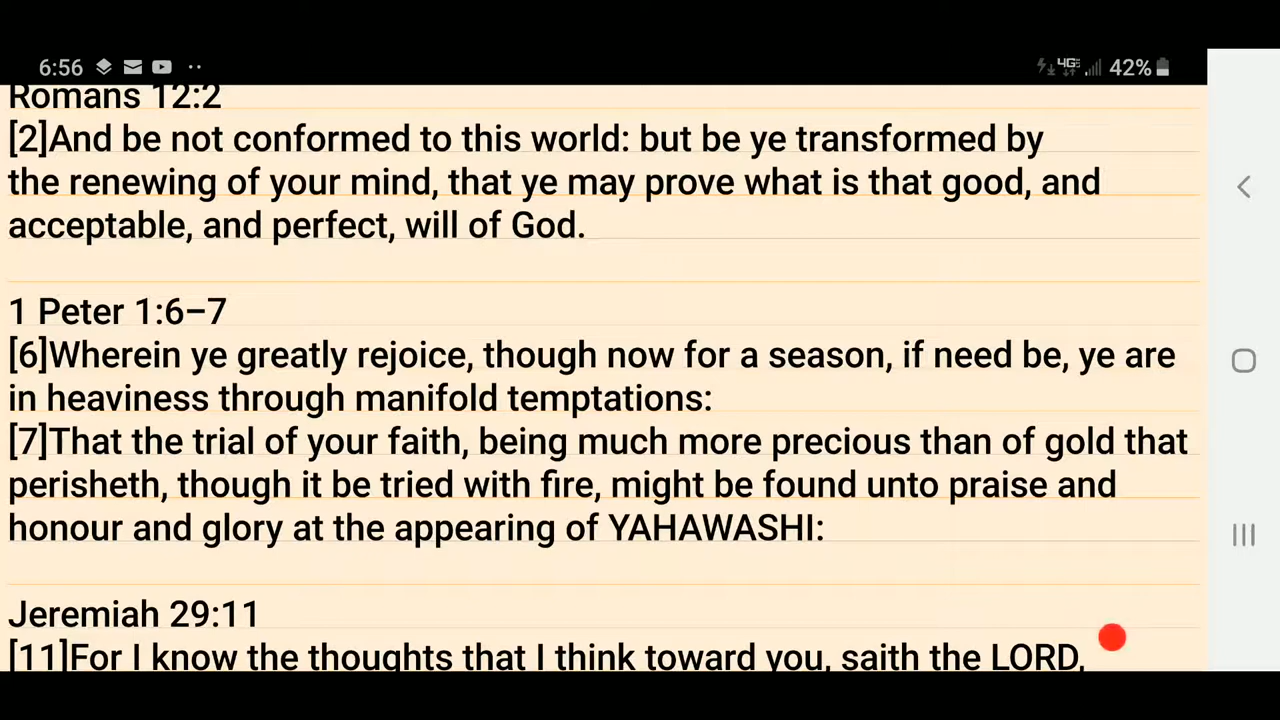 6:56
42%
Romans 12:2
[2]And be not conformed to this world: but be ye transformed by
the renewing of your mind, that ye may prove what is that good, and
acceptable, and perfect, will of God.
1 Peter 1:6–7
[6]Wherein ye greatly rejoice, though now for a season, if need be, ye are
in heaviness through manifold temptations:
[7]That the trial of your faith, being much more precious than of gold that
perisheth, though it be tried with fire, might be found unto praise and
honour and glory at the appearing of YAHAWASHI:
Jeremiah 29:11
[11]For I know the thoughts that I think toward you, saith the LORD,